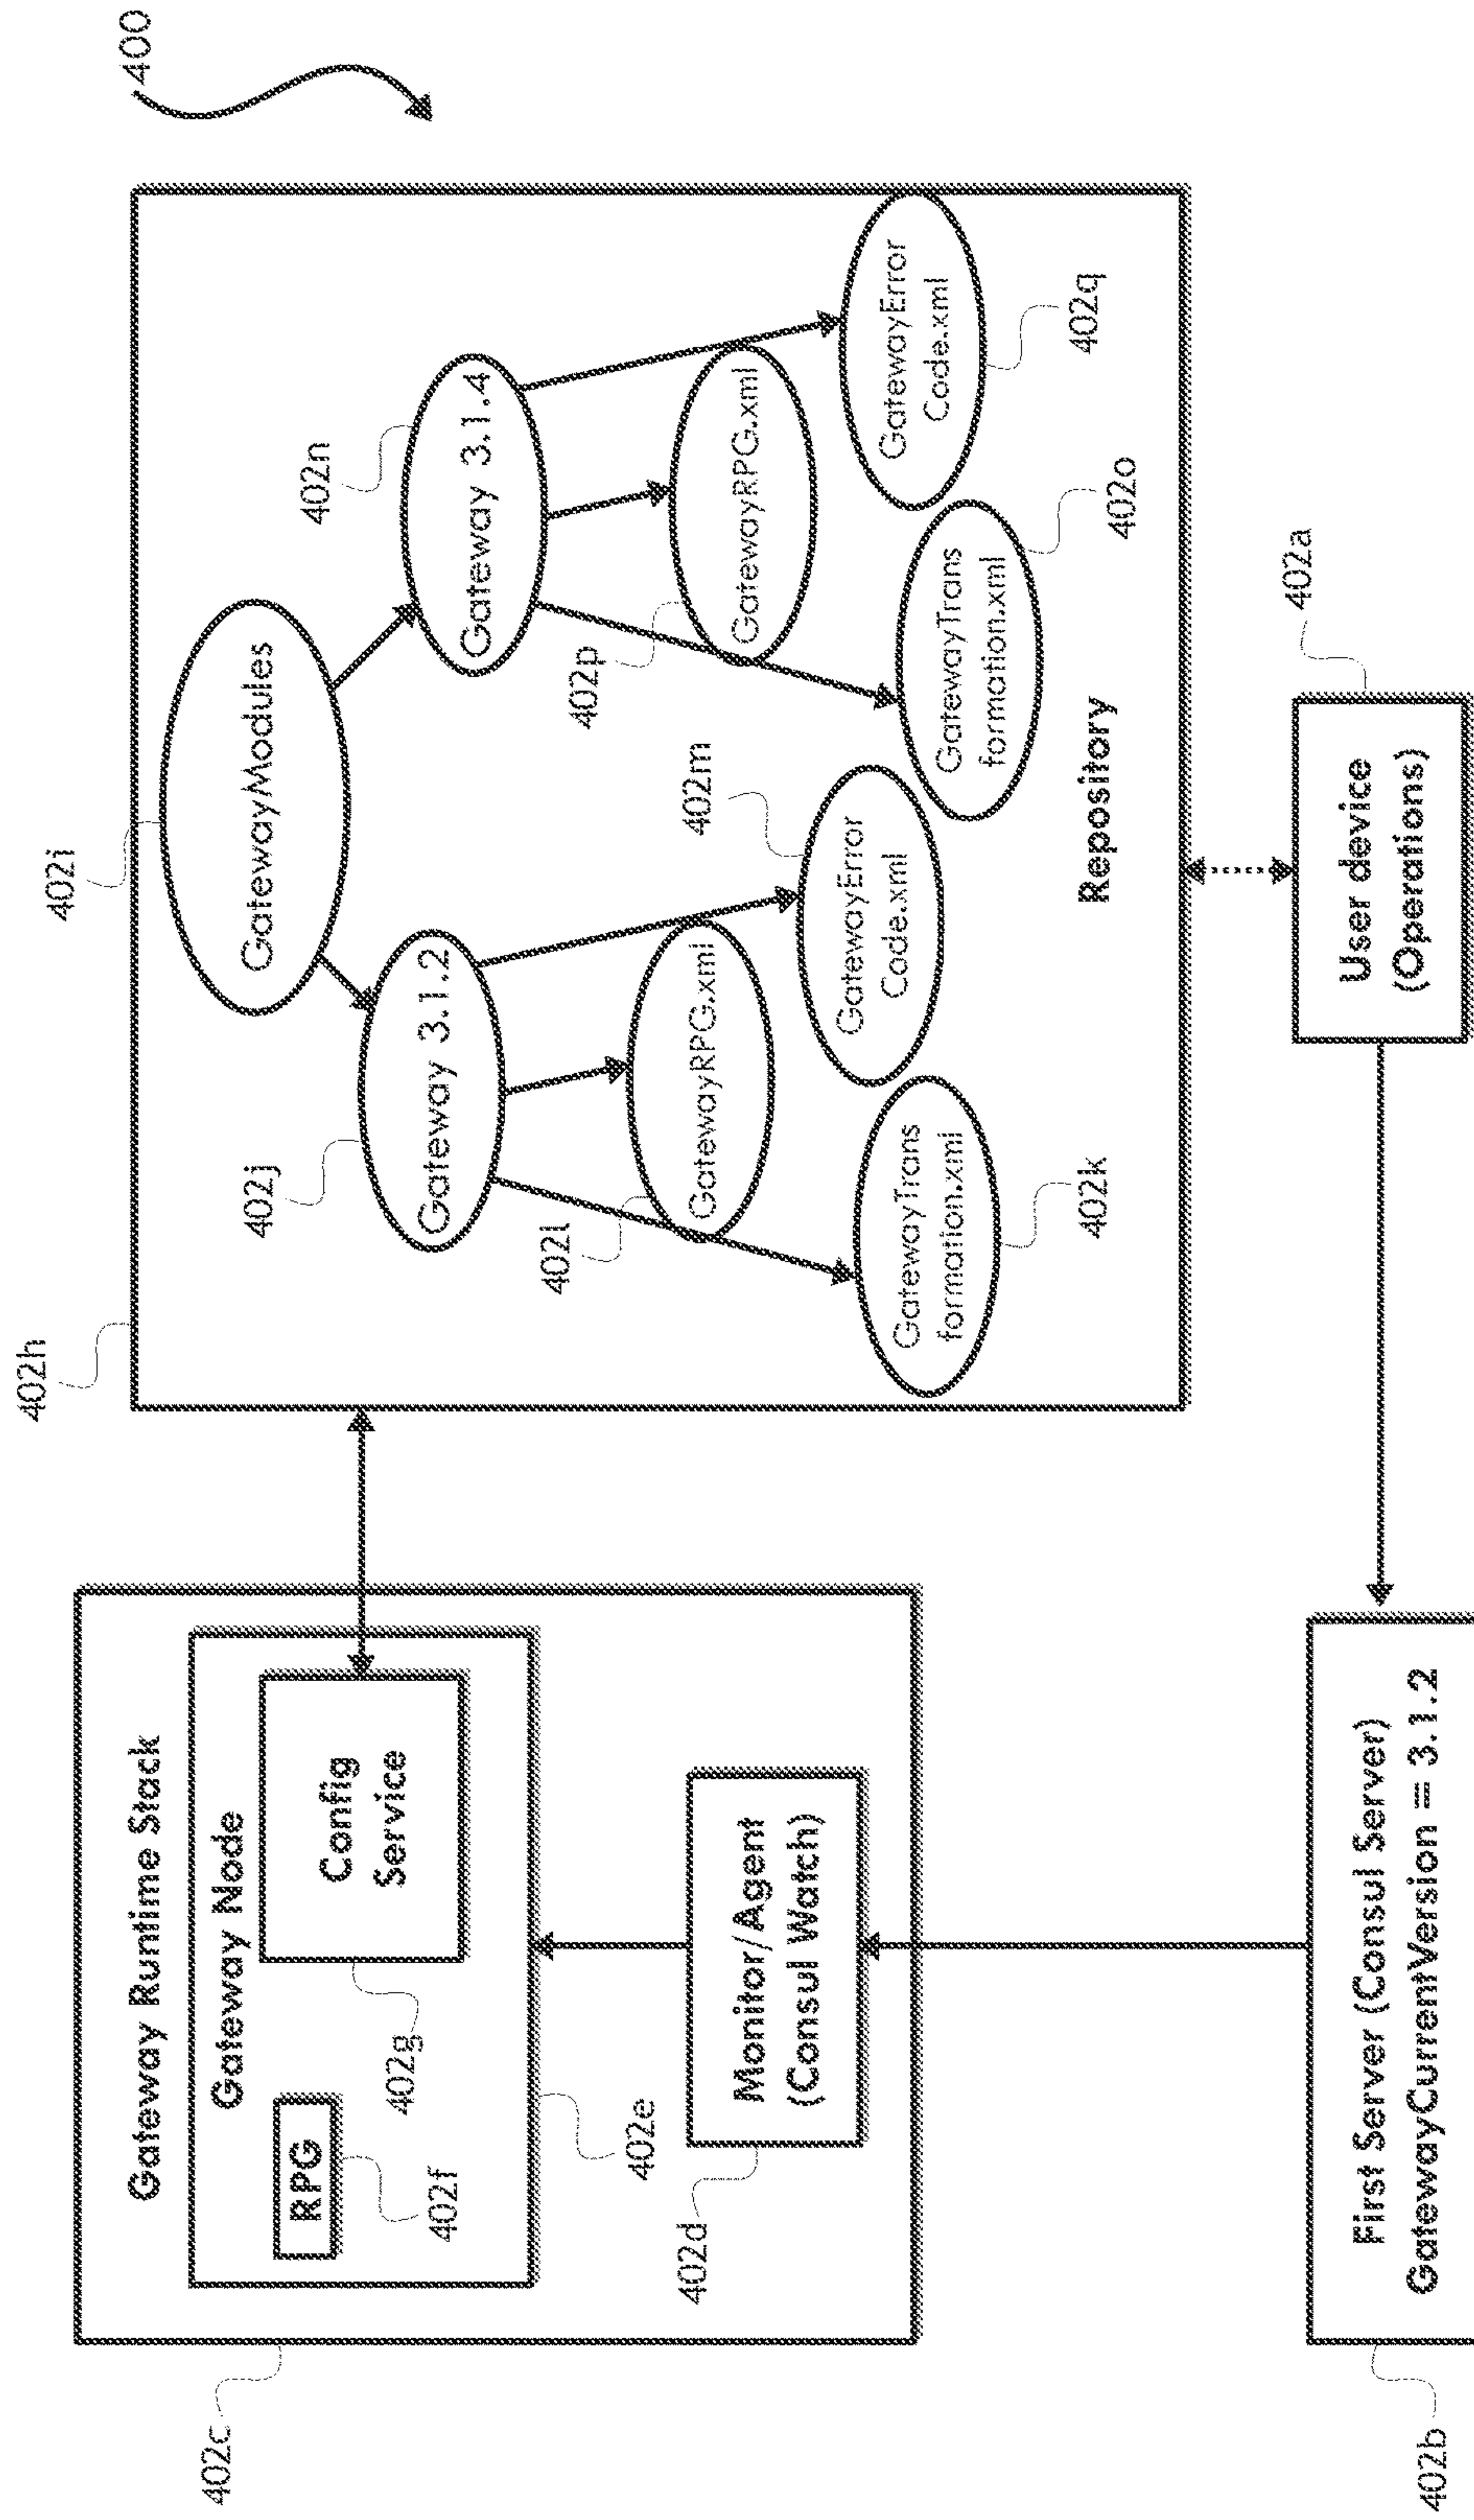 400
402h
402i
GatewayModules
402j
Gateway 3.1.2
402n
Gateway 3.1.4
402l
GatewayRPG.xml
402m
GatewayError
Code.xml
402k
GatewayTrans
formation.xml
402p
GatewayRPG.xml
402q
GatewayError
Code.xml
402o
GatewayTrans
formation.xml
Repository
402c
Gateway Runtime Stack
Gateway Node
RPG
402f
Config
Service
402g
402e
Monitor/Agent
(Consul Watch)
402d
First Server (Consul Server)
GatewayCurrentVersion = 3.1.2
402b
User device
(Operations)
402a